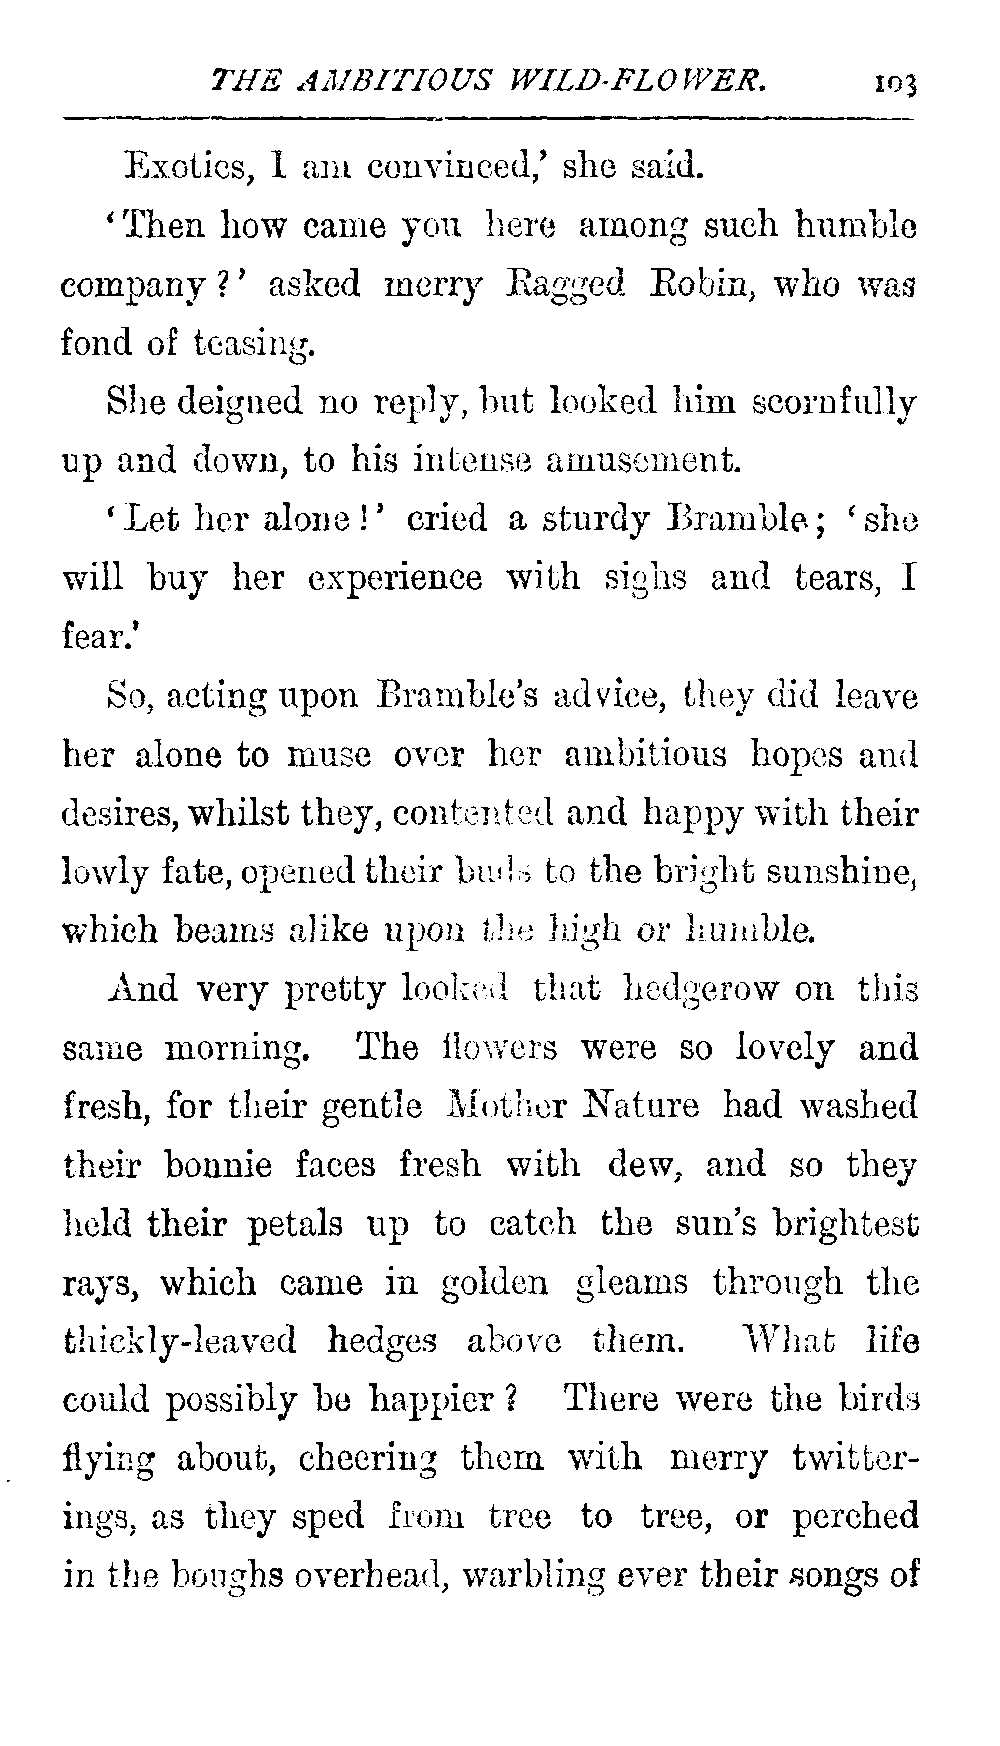 THE AMBITIOUS WILD-FLOWER. 103
Exotics, I am convinced,' she said.
'Then how came you here among such humble
company?' asked merry Ragged Robin, who was
fond of teasing.
She deigned no reply, but looked him scornfully
up and down, to his intense amusement.
'Let her alone!' cried a sturdy Bramble; 'she
will buy her experience with sighs and tears, I
fear.'
So, acting upon Bramble's advice, they did leave
her alone to muse over her ambitious hopes and
desires, whilst they, contented and happy with their
lowly fate, opened their buds to the bright sunshine,
which beams alike upon the high or humble.
And very pretty looked that hedgerow on this
same morning. The flowers were so lovely and
fresh, for their gentle Mother Nature had washed
their bonnie faces fresh with dew, and so they
held their petals up to catch the sun's brightest
rays, which came in golden gleams through the
thickly-leaved hedges above them. What life
could possibly be happier? There were the birds
flying about, cheering them with merry twitter-
ings, as they sped from tree to tree, or perched
in the boughs overhead, warbling ever their songs of